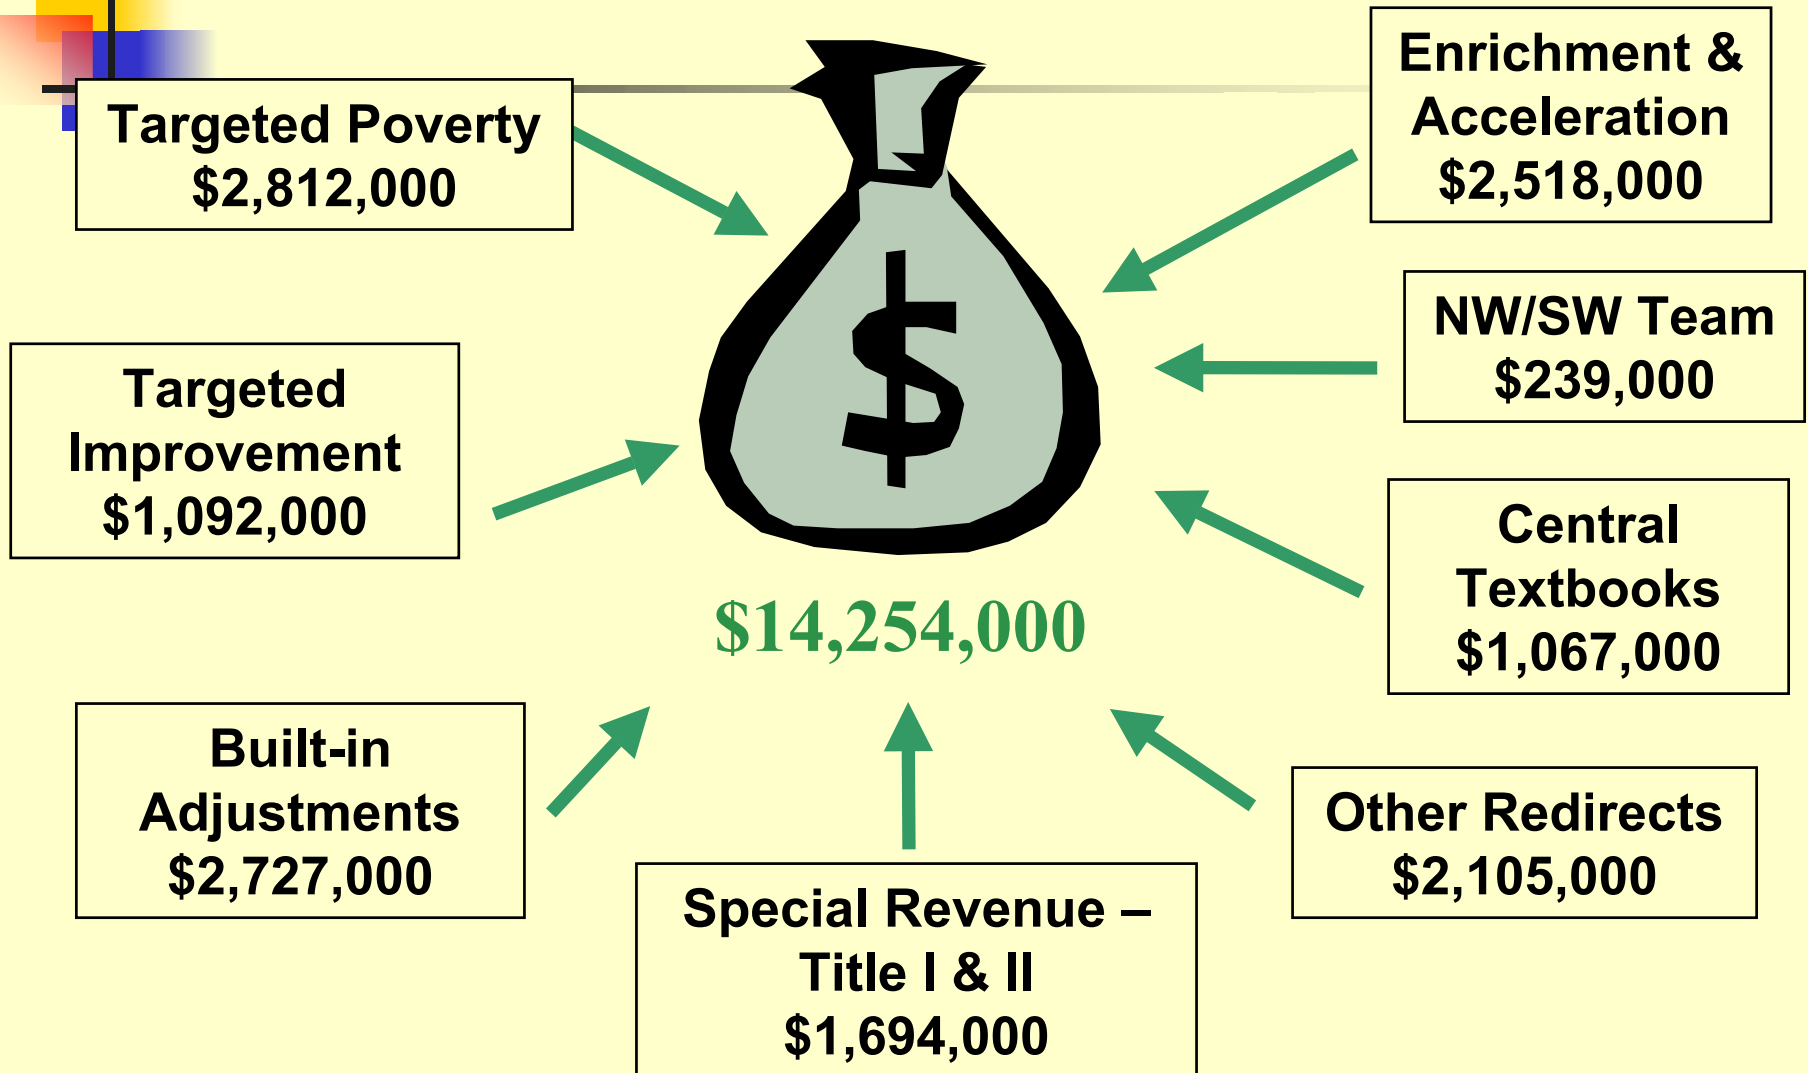 Targeted Poverty
$2,812,000
Enrichment &
Acceleration
$2,518,000
NW/SW Team
$239,000
Targeted
Improvement
$1,092,000
$
Central
Textbooks
$1,067,000
$14,254,000
Built-in
Adjustments
$2,727,000
Other Redirects
$2,105,000
Special Revenue –
Title I & II
$1,694,000